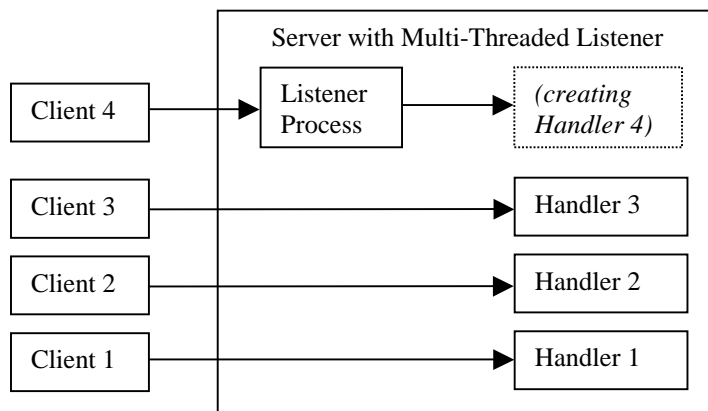 Server with Multi-Threaded Listener
Client 4
Listener
Process
(creating
Handler 4)
Client 3
Handler 3
Client 2
Handler 2
Client 1
Handler 1